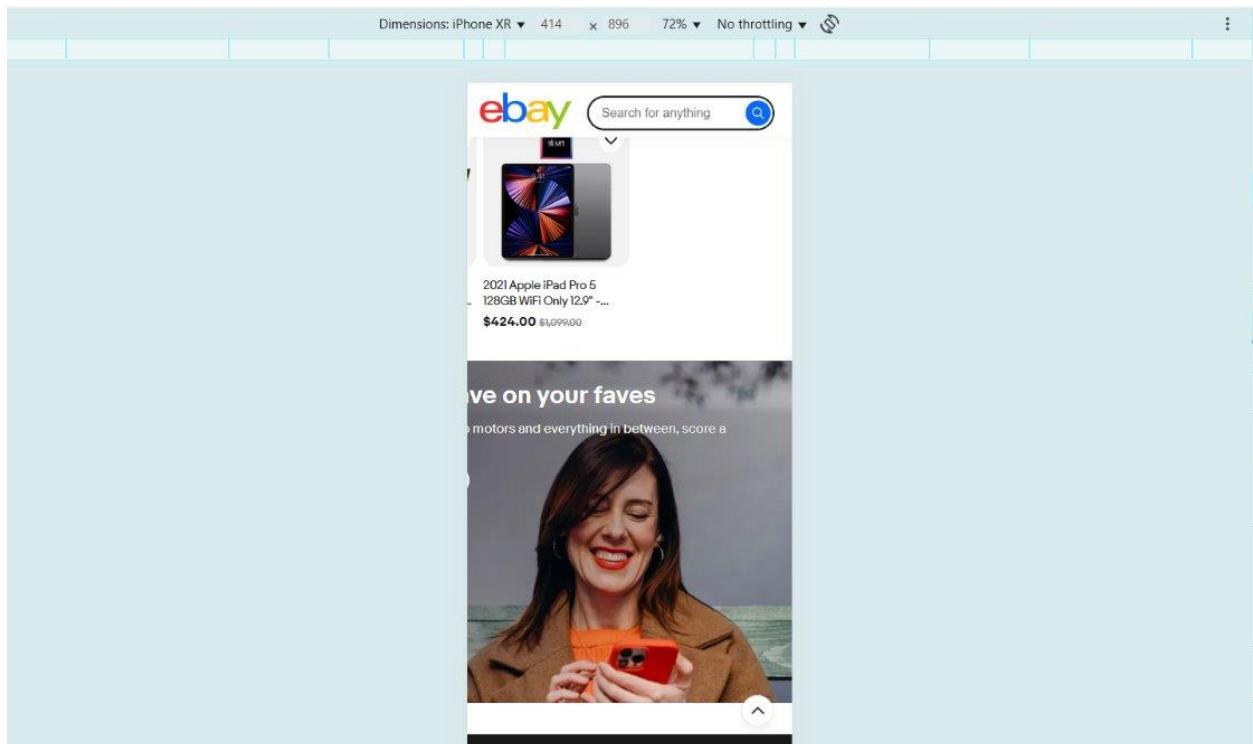 Dimensions: iPhone XR ▼ 414 x 896 72% ▼ No throttling ▼
ebay
Search for anything
2021 Apple iPad Pro 5
128GB WiFi Only 12.9" -...
$424.00 $1,099.00
ve on your faves
motors and everything in between, score a